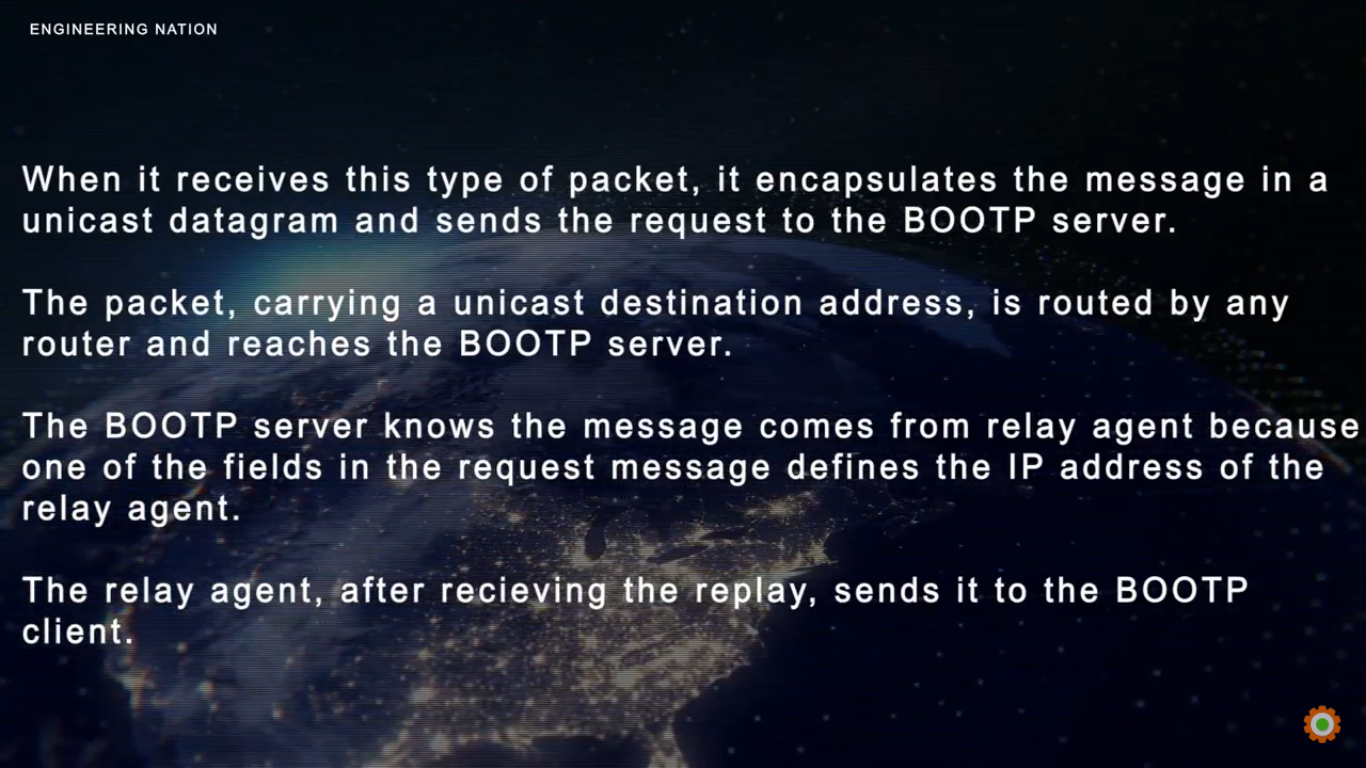 ENGINEERING NATION
When it receives this type of packet, it encapsulates the message in a
unicast datagram and sends the request to the BOOTP server.
The packet, carrying a unicast destination address, is routed by any
router and reaches the BOOTP server.
The BOOTP server knows the message comes from relay agent because
one of the fields in the request message defines the IP address of the
relay agent.
The relay agent, after recieving the replay, sends it to the BOOTP
client.